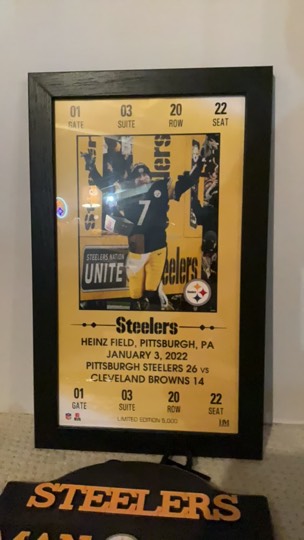 01 03 20 22
GATE SUITE ROW SEAT
Steelers
7
STEELERS NATION
UNITE
eelers
Steelers
Steelers
HEINZ FIELD, PITTSBURGH, PA
JANUARY 3, 2022
PITTSBURGH STEELERS 26 VS
CLEVELAND BROWNS 14
01 03 20 22
GATE SUITE ROW SEAT
LIMITED EDITION 5,000
STEELERS